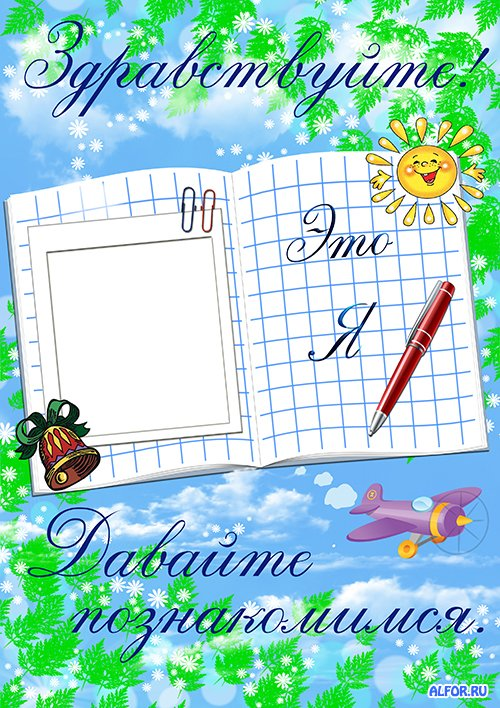 Здравствуйте!
Это
Я
Давайте
познакомимся.
ALFOR.RU